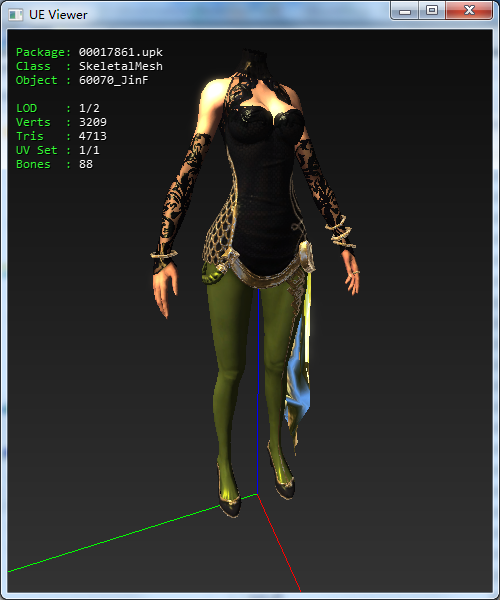 UE Viewer
Package: 00017861.upk
Class : SkeletalMesh
Object : 60070_JinF
LOD : 1/2
Verts : 3209
Tris : 4713
UV Set : 1/1
Bones : 88